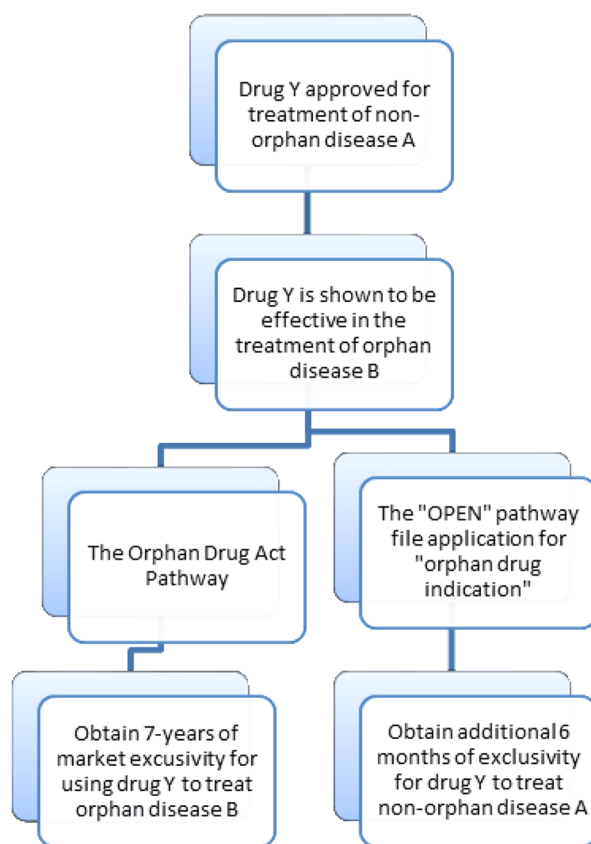 Drug Y approved for
treatment of non-
orphan disease A
Drug Y is shown to be
effective in the
treatment of orphan
disease B
The Orphan Drug Act
Pathway
The "OPEN" pathway
file application for
"orphan drug
indication"
Obtain 7-years of
market excusivity for
using drug Y to treat
orphan disease B
Obtain additional 6
months of exclusivity
for drug Y to treat
non-orphan disease A